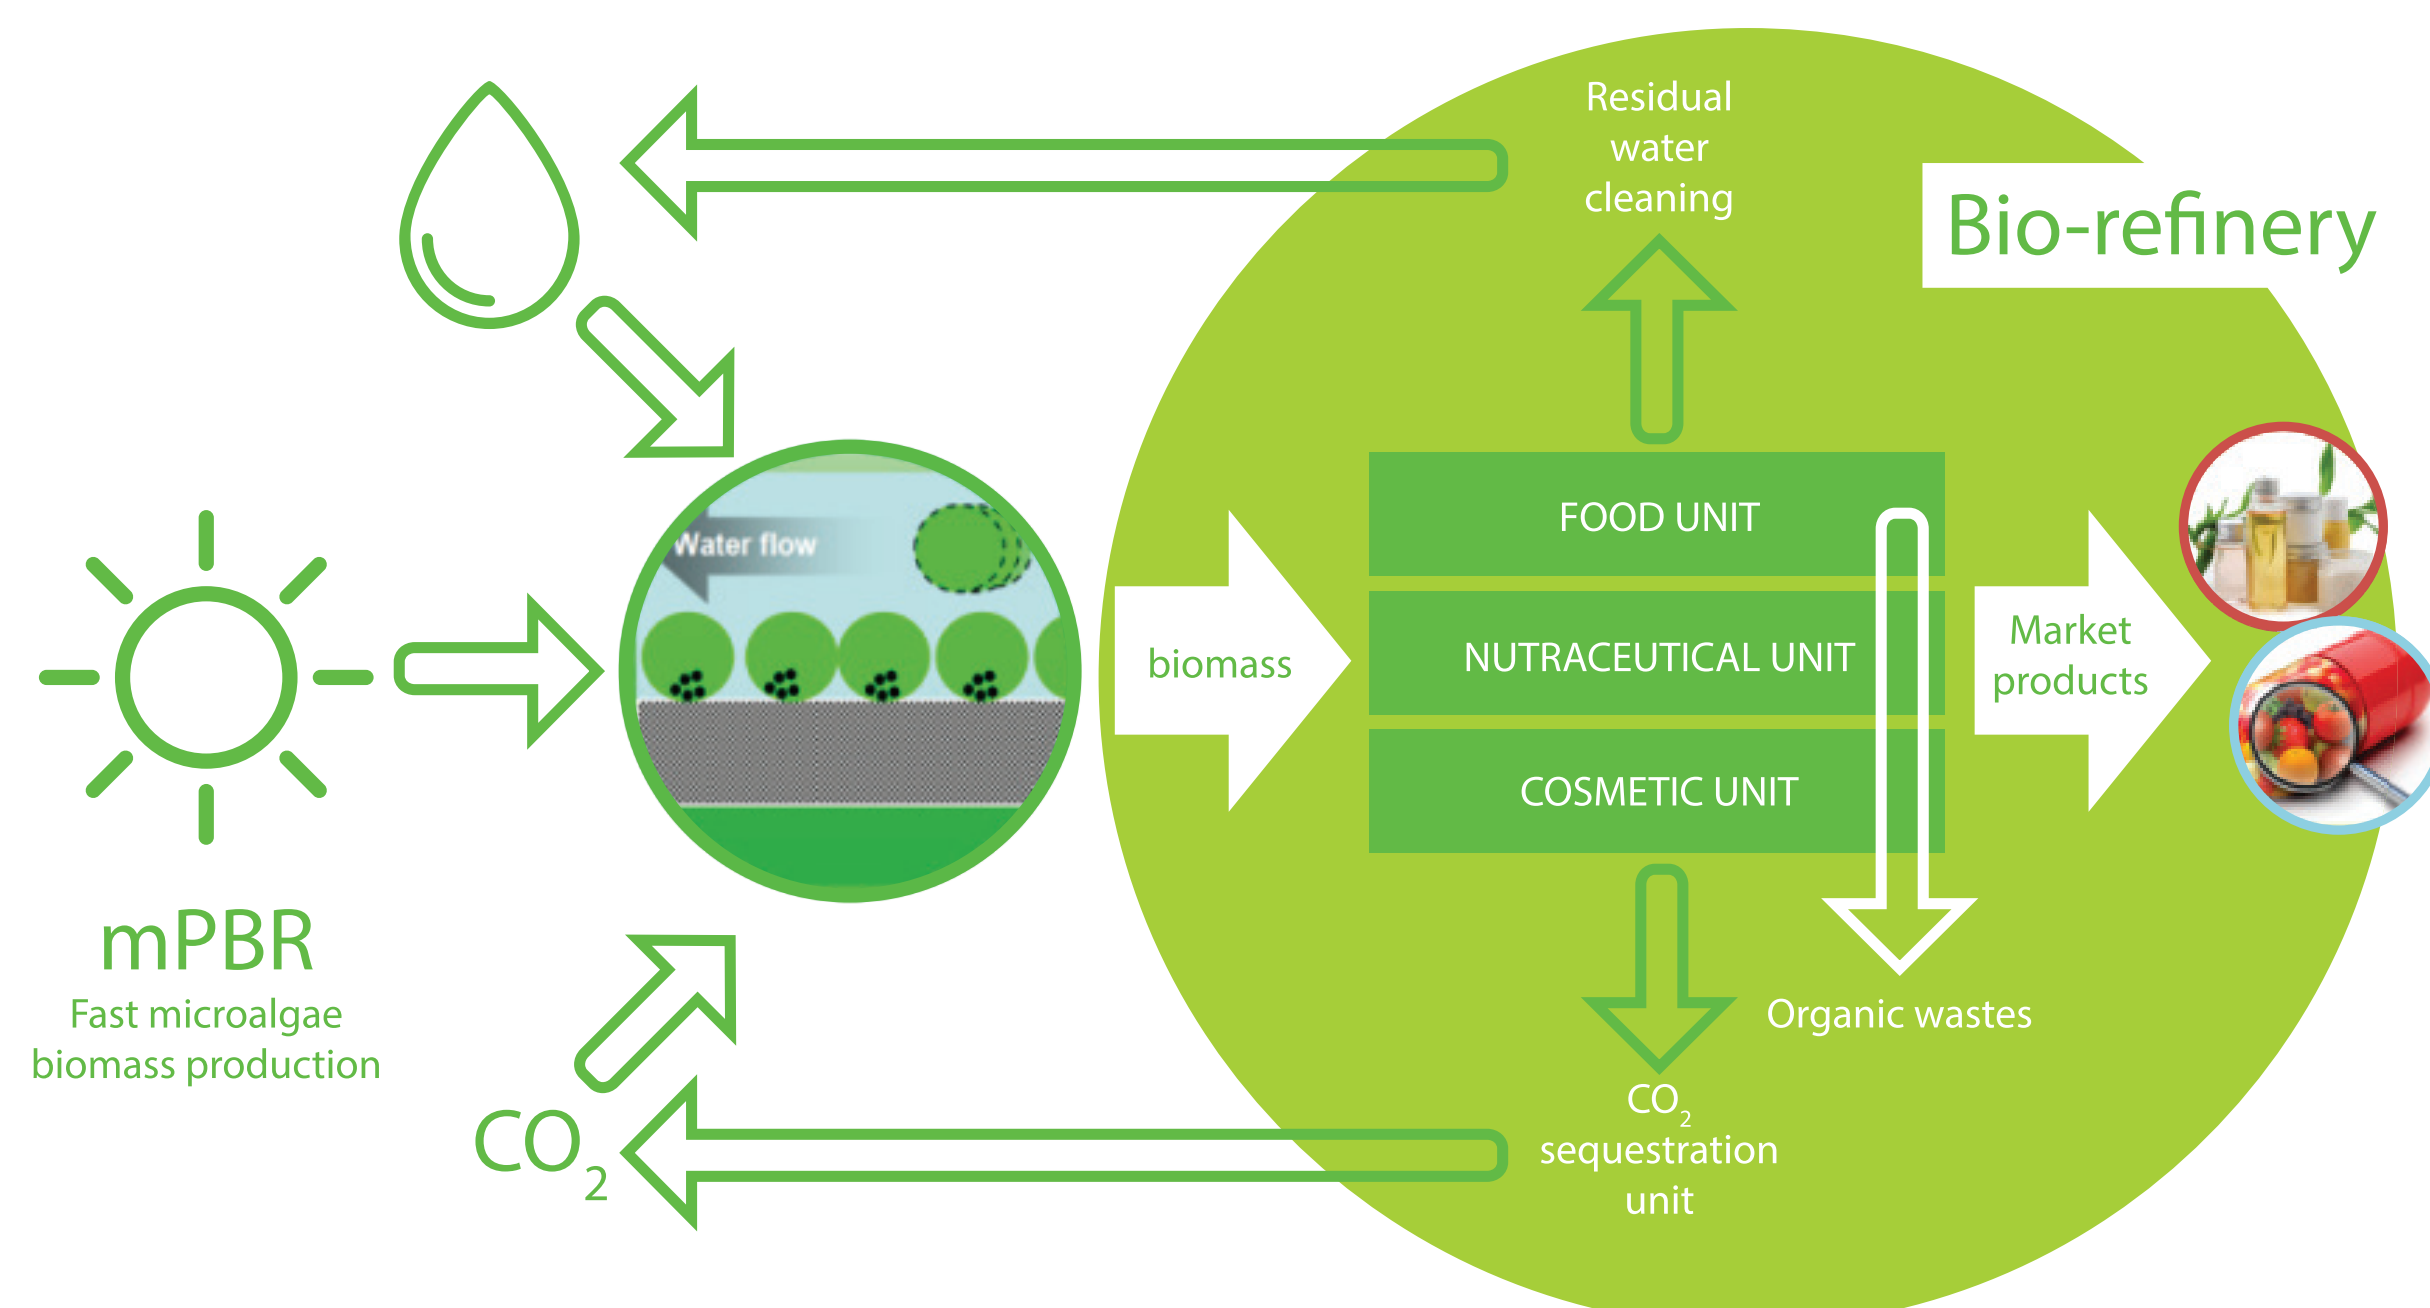 Residual
water
cleaning
Bio-refinery
Water flow
FOOD UNIT
biomass
NUTRACEUTICAL UNIT
Market
products
COSMETIC UNIT
mPBR
Fast microalgae
biomass production
Organic wastes
CO₂
CO₂
sequestration
unit